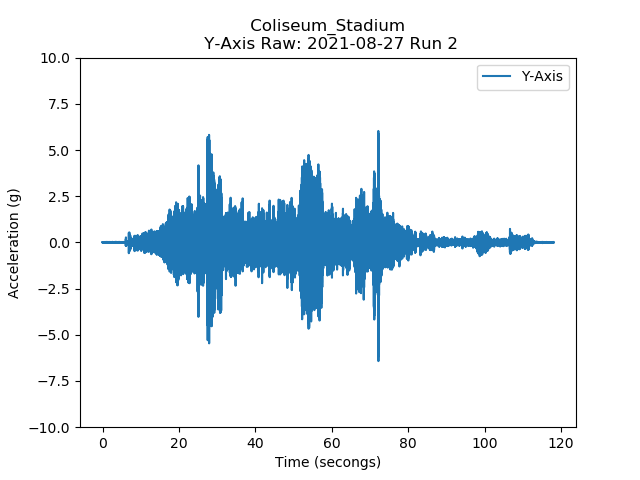 Coliseum_Stadium
Y-Axis Raw: 2021-08-27 Run 2
Y-Axis
10.0
7.5
5.0
2.5
0.0
−2.5
−5.0
−7.5
−10.0
Acceleration (g)
0 20 40 60 80 100 120
Time (secongs)